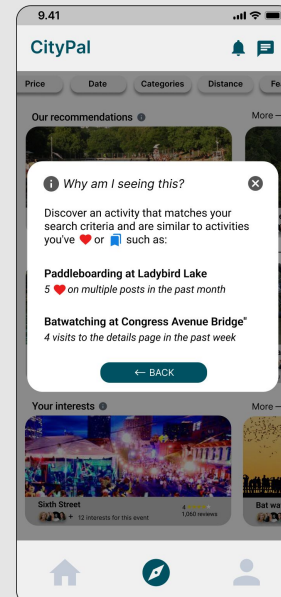 9.41
CityPal
Price
Date
Categories
Distance
Fe
Our recommendations
More
Why am I seeing this?
Discover an activity that matches your
search criteria and are similar to activities
you've ❤️ or such as:
Paddleboarding at Ladybird Lake
5 ❤️ on multiple posts in the past month
Batwatching at Congress Avenue Bridge"
4 visits to the details page in the past week
← BACK
Your interests
More
Sixth Street
+ 12 interests for this event
4
1,060 reviews
Bat wa